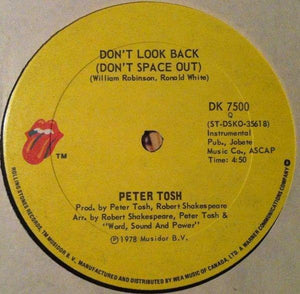 DON'T LOOK BACK
(DON'T SPACE OUT)
(William Robinson, Ronald White)
DK 7500
Q
(ST-DSKO-35618)
Instrumental
Pub., Jobete
Music Co., ASCAP
Time: 4:50
TM
PETER TOSH
Prod. by Peter Tosh, Robert Shakespeare
Arr. by Robert Shakespeare, Peter Tosh &
"Word, Sound And Power"
Ⓟ 1978 Musidor B.V.
ROLLING STONES RECORDS, TM MUSIDOR B. V. MANUFACTURED AND DISTRIBUTED BY WEA MUSIC OF CANADA, LTD. A WARNER COMMUNICATIONS COMPANY